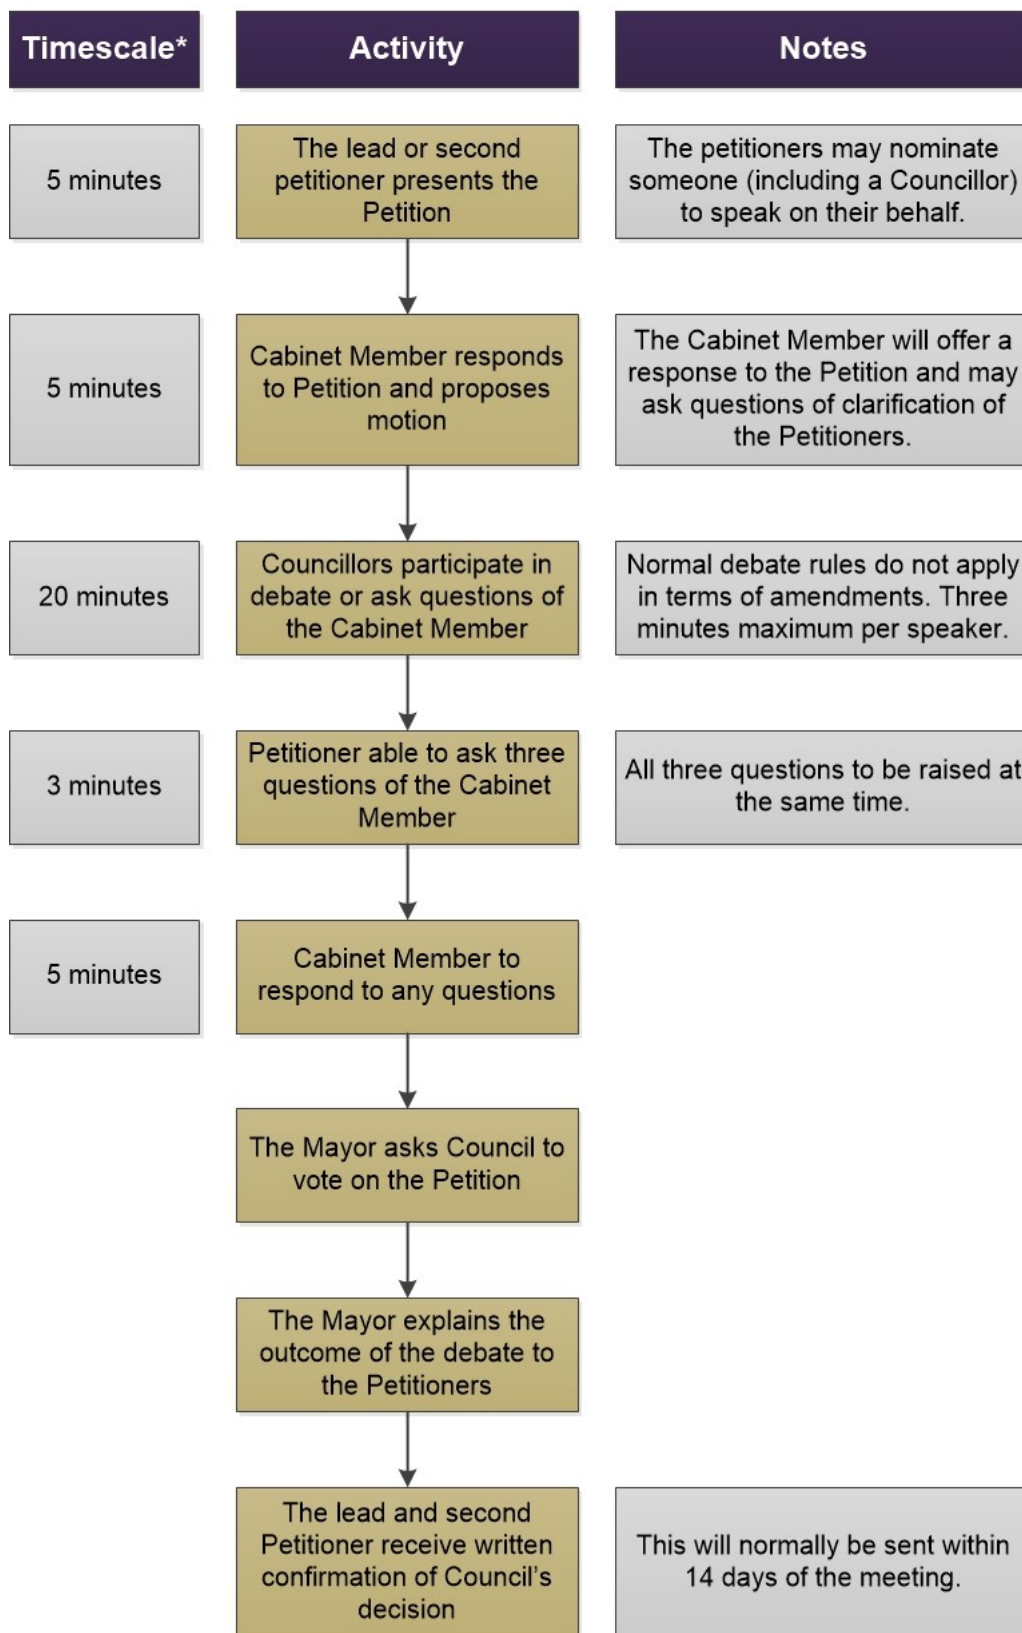 Timescale*
Activity
Notes
5 minutes
The lead or second
petitioner presents the
Petition
The petitioners may nominate
someone (including a Councillor)
to speak on their behalf.
5 minutes
Cabinet Member responds
to Petition and proposes
motion
The Cabinet Member will offer a
response to the Petition and may
ask questions of clarification of
the Petitioners.
20 minutes
Councillors participate in
debate or ask questions of
the Cabinet Member
Normal debate rules do not apply
in terms of amendments. Three
minutes maximum per speaker.
3 minutes
Petitioner able to ask three
questions of the Cabinet
Member
All three questions to be raised at
the same time.
5 minutes
Cabinet Member to
respond to any questions
The Mayor asks Council to
vote on the Petition
The Mayor explains the
outcome of the debate to
the Petitioners
The lead and second
Petitioner receive written
confirmation of Council's
decision
This will normally be sent within
14 days of the meeting.